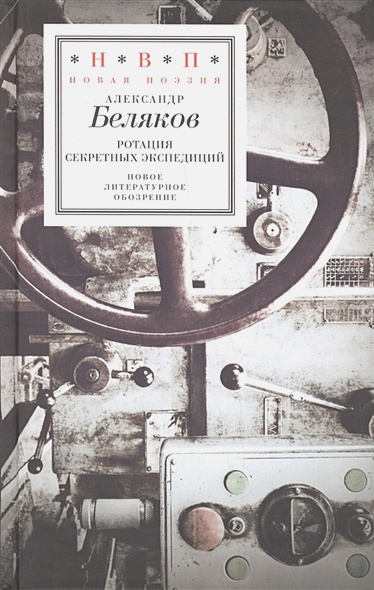 *Н*В*П*
НОВАЯ ПОЭЗИЯ
АЛЕКСАНДР
Беляков
РОТАЦИЯ
СЕКРЕТНЫХ ЭКСПЕДИЦИЙ
НОВОЕ
ЛИТЕРАТУРНОЕ
ОБОЗРЕНИЕ